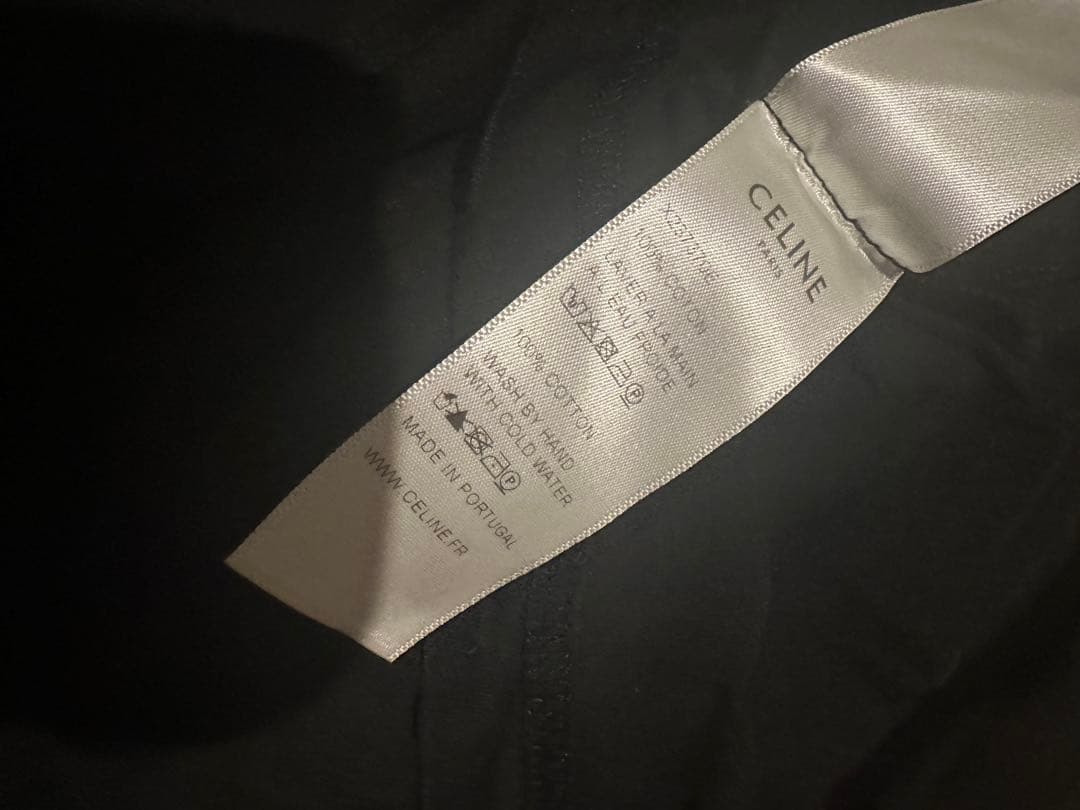 CELINE
PARIS
100% COTON
LAVER A LA MAIN
A L'EAU FROIDE
P
100% COTTON
WASH BY HAND
WITH COLD WATER
P
MADE IN PORTUGAL
WWW.CELINE.FR